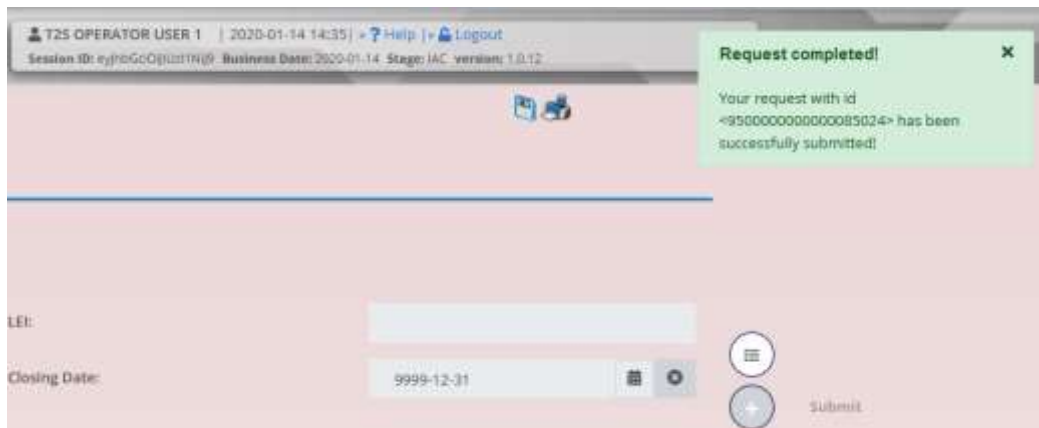 T2S OPERATOR USER 1 | 2020-01-14 14:35 | » ? Help | » Logout
Session ID: Business Date: 2020-01-14 Stage: IAC version: 1.0.12
Request completed! ×
Your request with id
<9500000000000085024> has been
successfully submitted!
LEI:
Closing Date: 9999-12-31
Submit